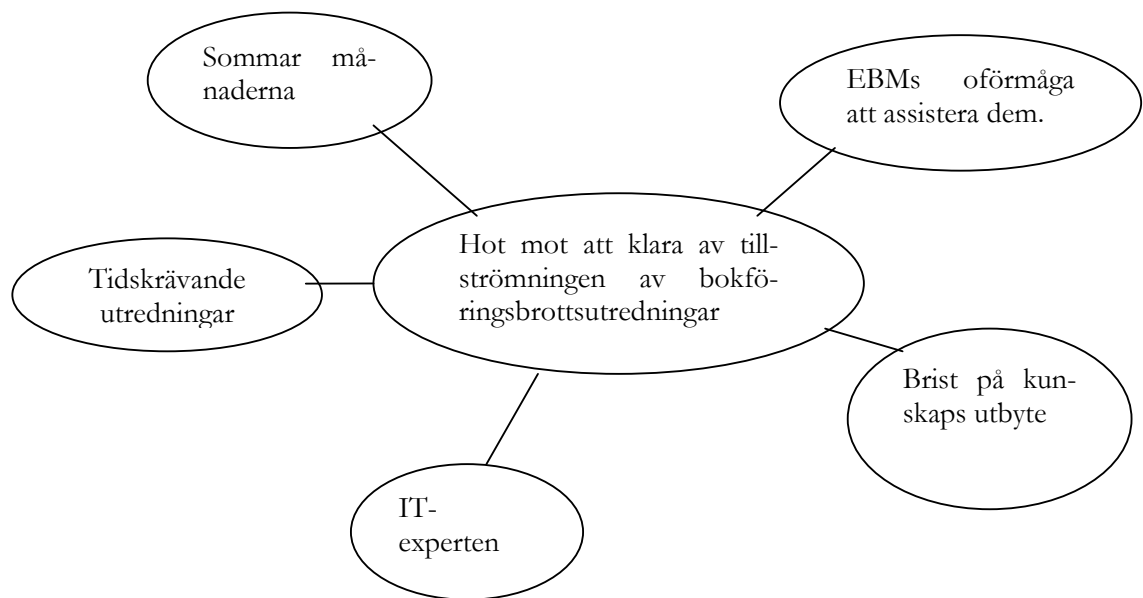 Sommar må-
naderna
EBMs oförmåga
att assistera dem.
Hot mot att klara av till-
strömningen av bokfö-
ringsbrottsutredningar
Tidskrävande
utredningar
Brist på kun-
skaps utbyte
IT-
experten